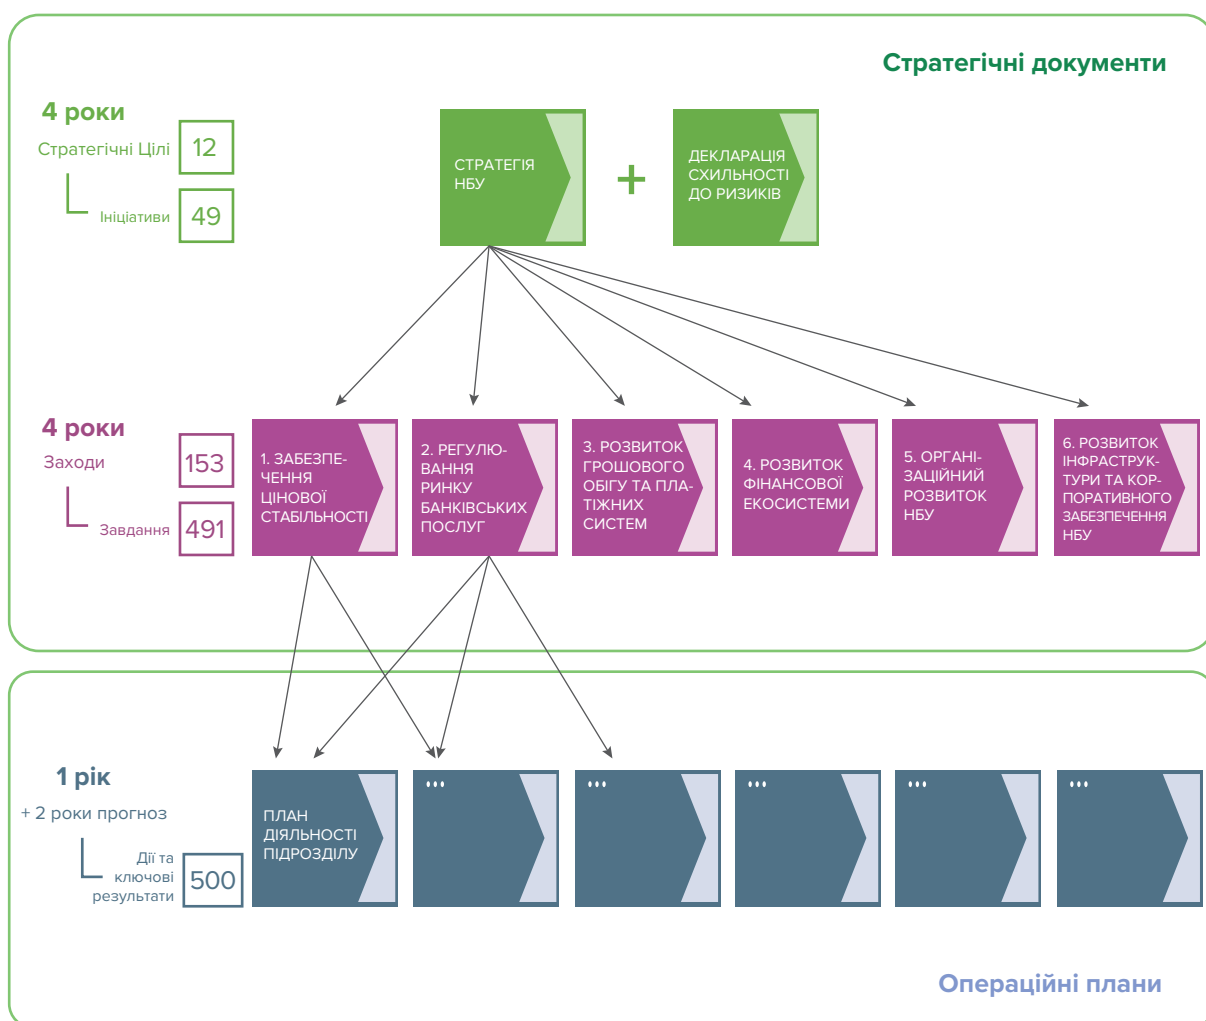 Стратегічні документи
4 роки
Стратегічні Цілі
12
Ініціативи
49
СТРАТЕГІЯ
НБУ
+
ДЕКЛАРАЦІЯ
СХИЛЬНОСТІ
ДО РИЗИКІВ
4 роки
Заходи
153
Завдання
491
1. ЗАБЕЗПЕ-
ЧЕННЯ
ЦІНОВОЇ
СТАБІЛЬНОСТІ
2. РЕГУЛЮ-
ВАННЯ
РИНКУ
БАНКІВСЬКИХ
ПОСЛУГ
3. РОЗВИТОК
ГРОШОВОГО
ОБІГУ ТА ПЛА-
ТІЖНИХ
СИСТЕМ
4. РОЗВИТОК
ФІНАНСОВОЇ
ЕКОСИСТЕМИ
5. ОРГАНІ-
ЗАЦІЙНИЙ
РОЗВИТОК
НБУ
6. РОЗВИТОК
ІНФРАСТРУК-
ТУРИ ТА КОР-
ПОРАТИВНОГО
ЗАБЕЗПЕЧЕННЯ
НБУ
1 рік
+ 2 роки прогноз
Дії та
ключові
результати
500
ПЛАН
ДІЯЛЬНОСТІ
ПІДРОЗДІЛУ
...
...
...
...
...
Операційні плани